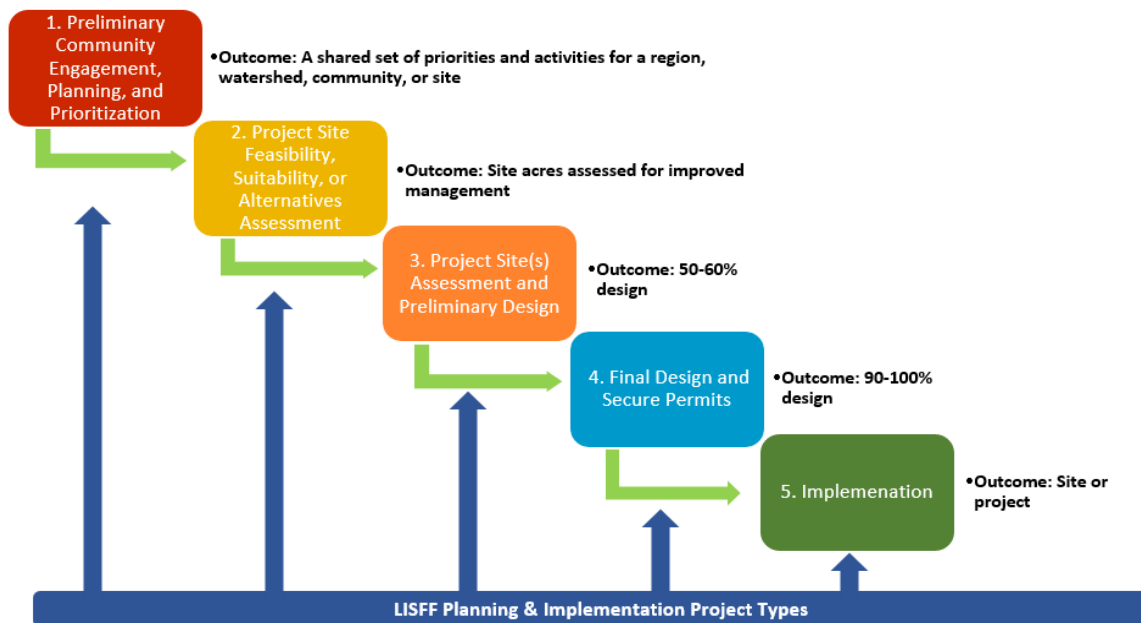 1. Preliminary
Community
Engagement,
Planning, and
Prioritization
•Outcome: A shared set of priorities and activities for a region,
watershed, community, or site
2. Project Site
Feasibility,
Suitability, or
Alternatives
Assessment
•Outcome: Site acres assessed for improved
management
3. Project Site(s)
Assessment and
Preliminary Design
•Outcome: 50-60%
design
4. Final Design and
Secure Permits
•Outcome: 90-100%
design
5. Implemenation
•Outcome: Site or
project
LISFF Planning & Implementation Project Types